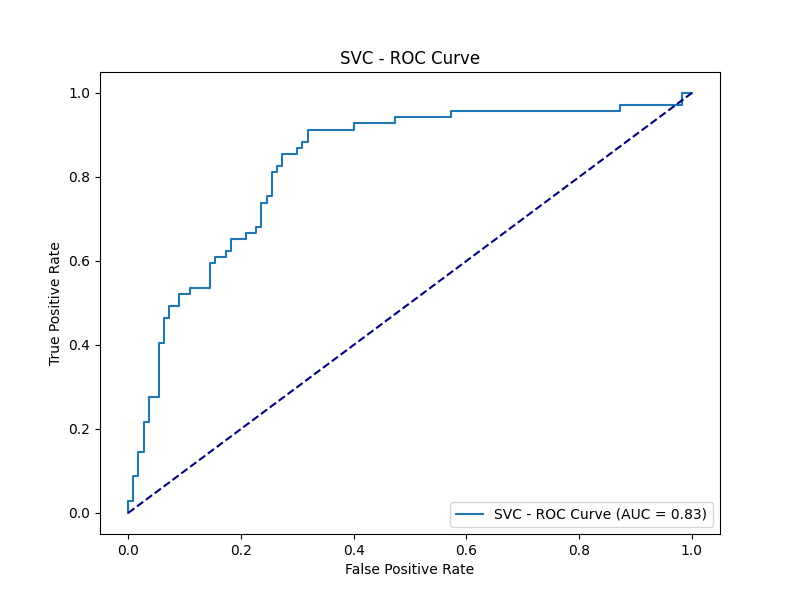 SVC - ROC Curve
1.0
0.8
0.6
0.4
0.2
0.0
True Positive Rate
SVC - ROC Curve (AUC = 0.83)
0.0 0.2 0.4 0.6 0.8 1.0
False Positive Rate